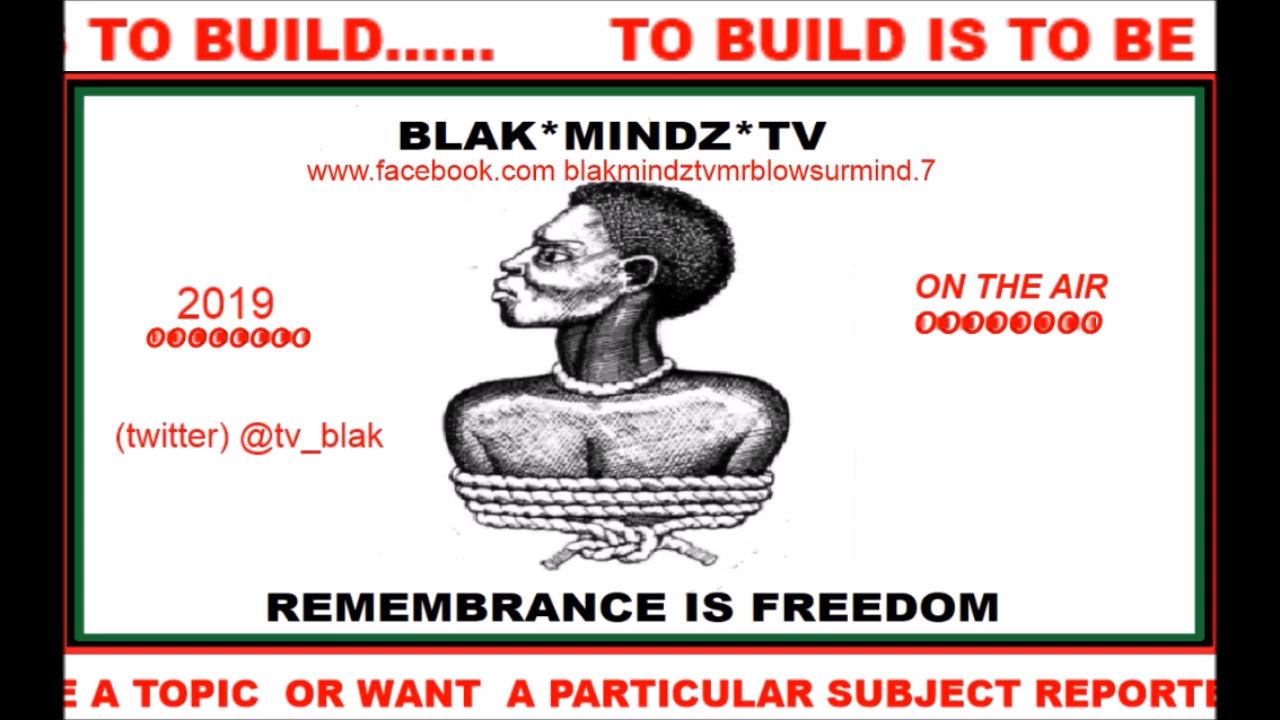 TO BUILD...... TO BUILD IS TO BE
BLAK*MINDZ*TV
www.facebook.com blakmindztvmrblowsurmind.7
2019
ON THE AIR
(twitter) @tv_blak
REMEMBRANCE IS FREEDOM
A TOPIC OR WANT A PARTICULAR SUBJECT